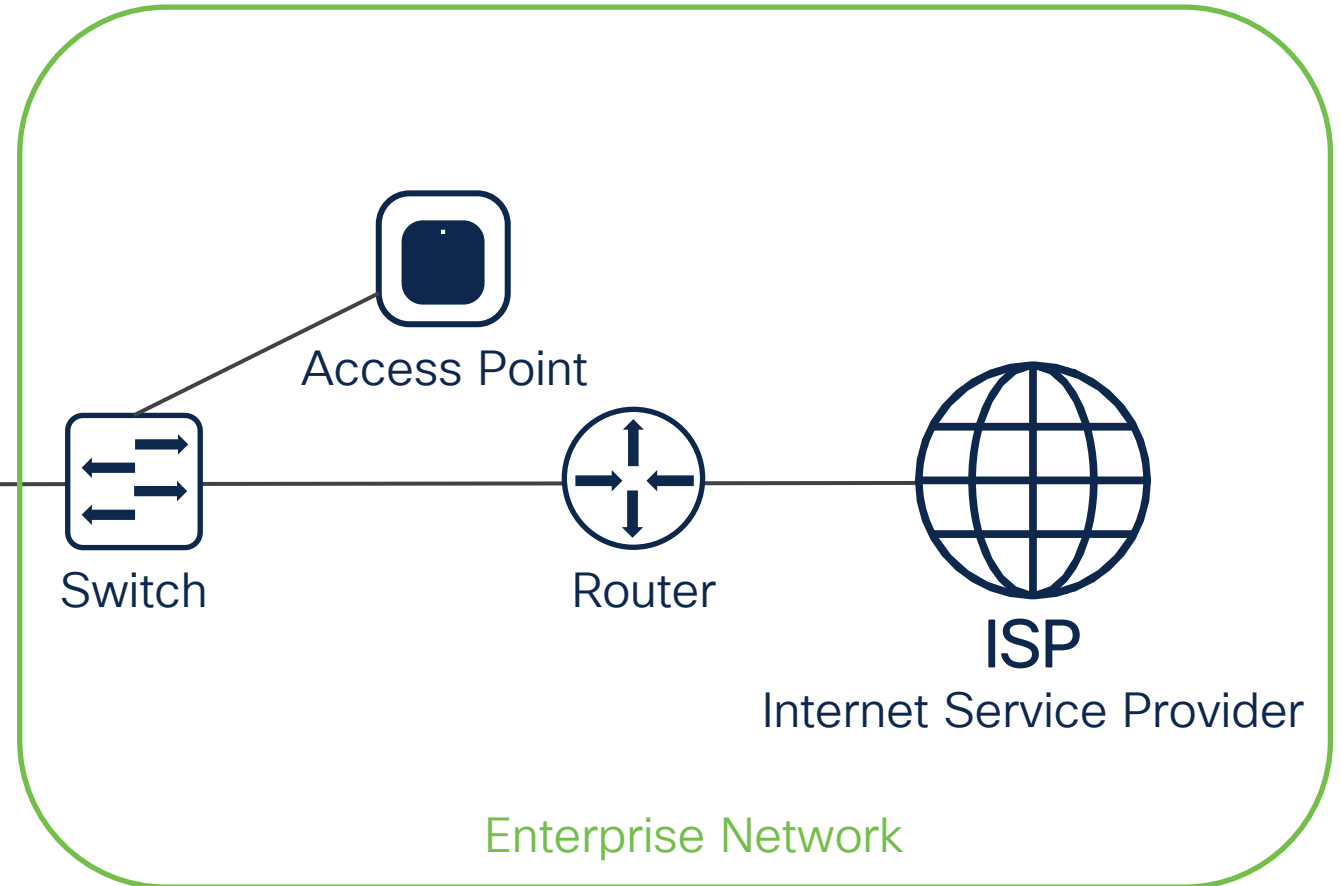 Access Point
Switch
Router
ISP
Internet Service Provider
Enterprise Network